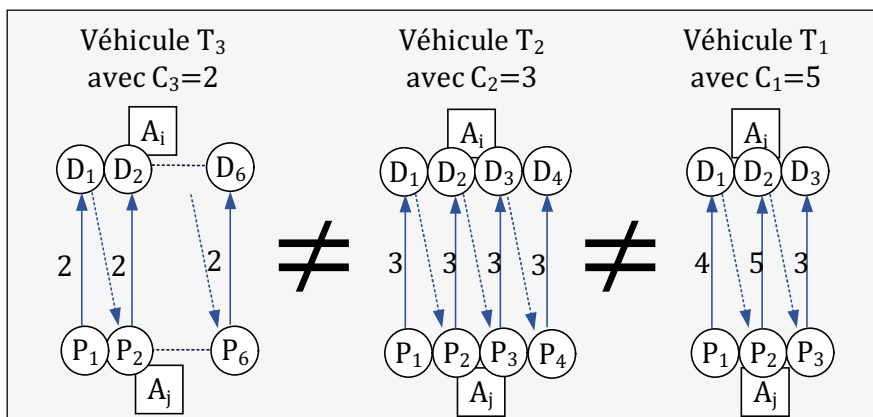 Véhicule T₃ Véhicule T₂ Véhicule T₁
avec C₃=2 avec C₂=3 avec C₁=5
Aᵢ Aᵢ Aᵢ
D₁ D₂ D₆ D₁ D₂ D₃ D₄ D₁ D₂ D₃
≠ ≠
2 2 2 3 3 3 3 4 5 3
P₁ P₂ P₆ P₁ P₂ P₃ P₄ P₁ P₂ P₃
Aⱼ Aⱼ Aⱼ